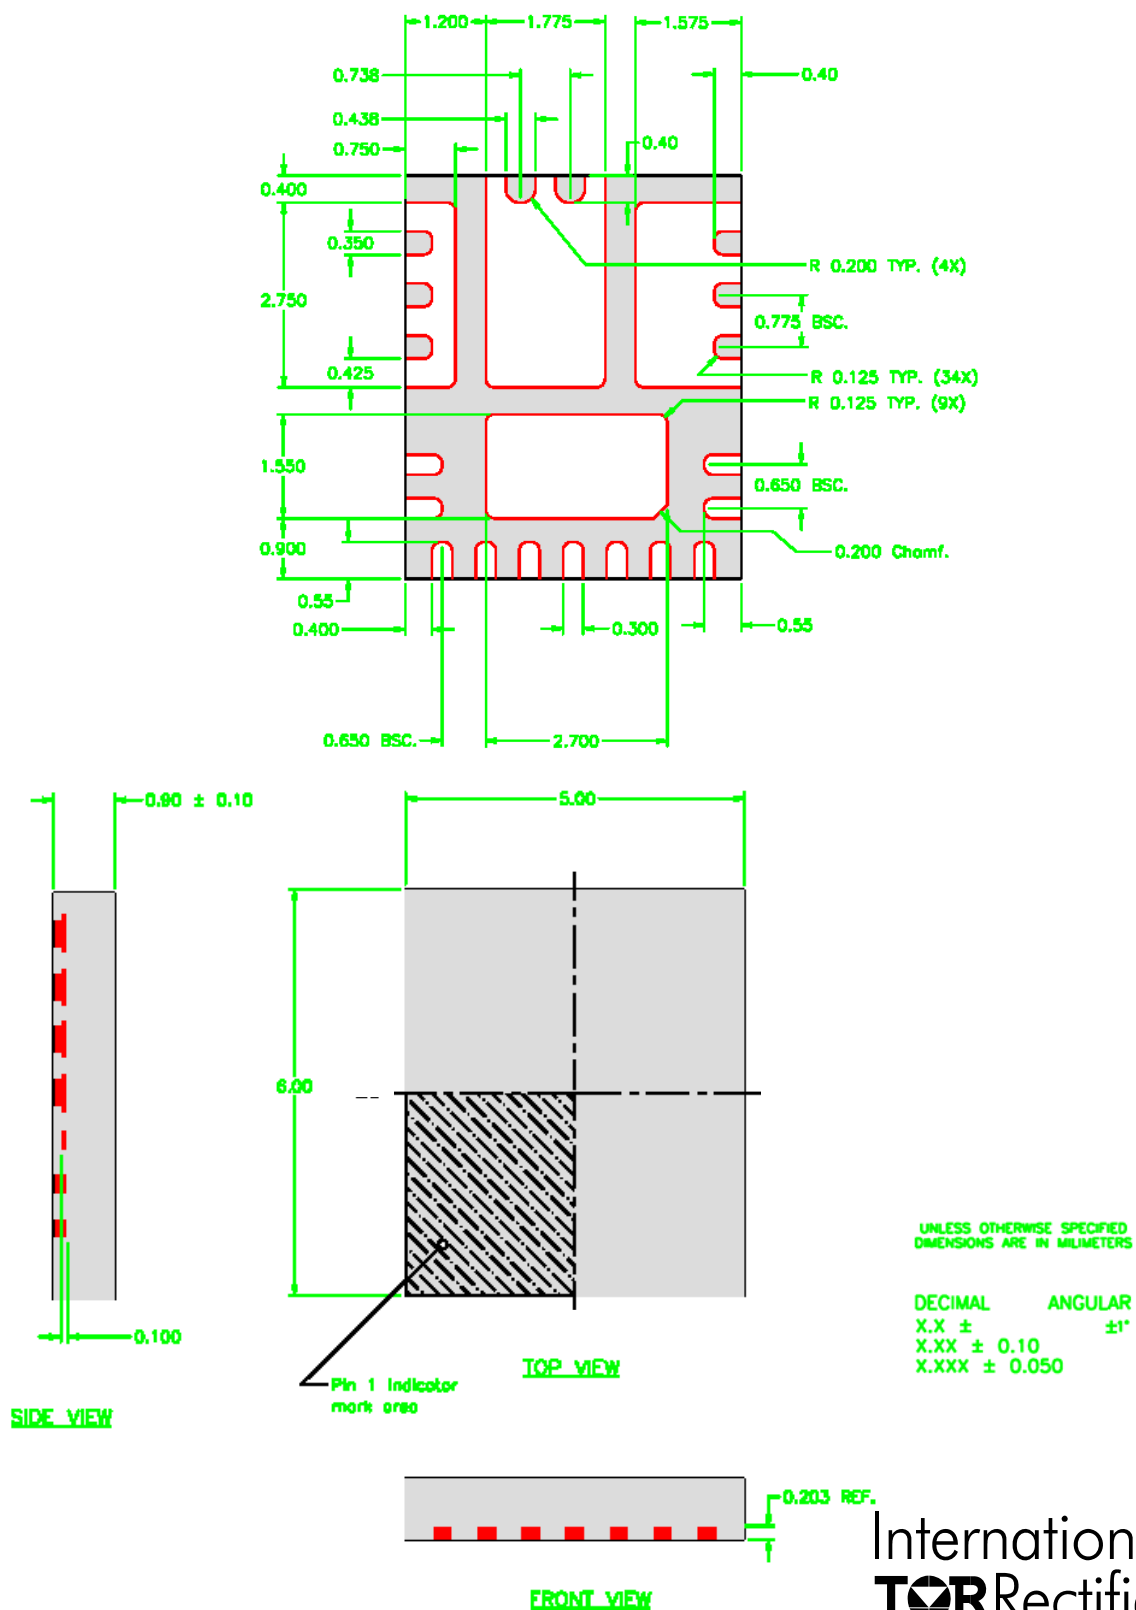 1.200 1.775 1.575
0.738 0.40
0.438
0.40
0.750
0.400
0.350
R 0.200 TYP. (4X)
2.750
0.775 BSC.
0.425
R 0.125 TYP. (34X)
R 0.125 TYP. (9X)
1.550
0.650 BSC.
0.900
0.200 Chamf.
0.55
0.400 0.300 0.55
0.650 BSC. 2.700
0.90 ± 0.10 5.00
6.00
UNLESS OTHERWISE SPECIFIED
DIMENSIONS ARE IN MILIMETERS
DECIMAL ANGULAR
X.X ± ±1°
X.XX ± 0.10
X.XXX ± 0.050
0.100
TOP VIEW
Pin 1 Indicator
mark area
SIDE VIEW
0.203 REF.
Internation
TOR Rectifi
FRONT VIEW